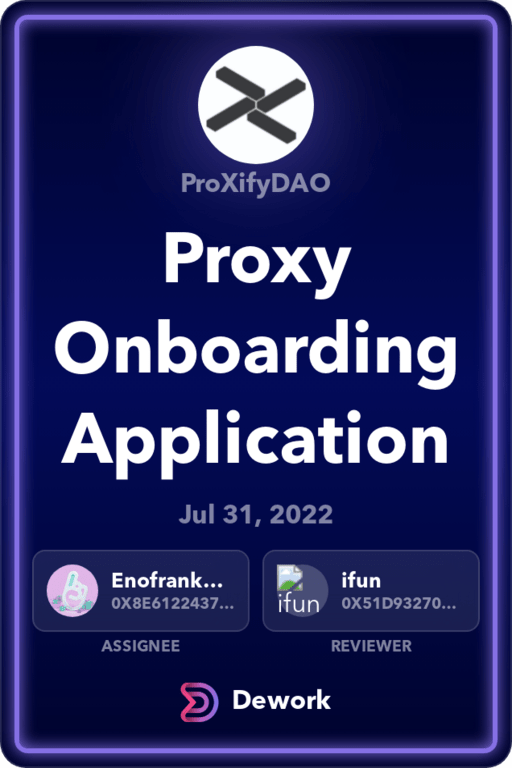 ProXifyDAO
Proxy
Onboarding
Application
Jul 31, 2022
Enofrank...
0X8E6122437...
ifun
ifun
0X51D93270...
ASSIGNEE
REVIEWER
Dework